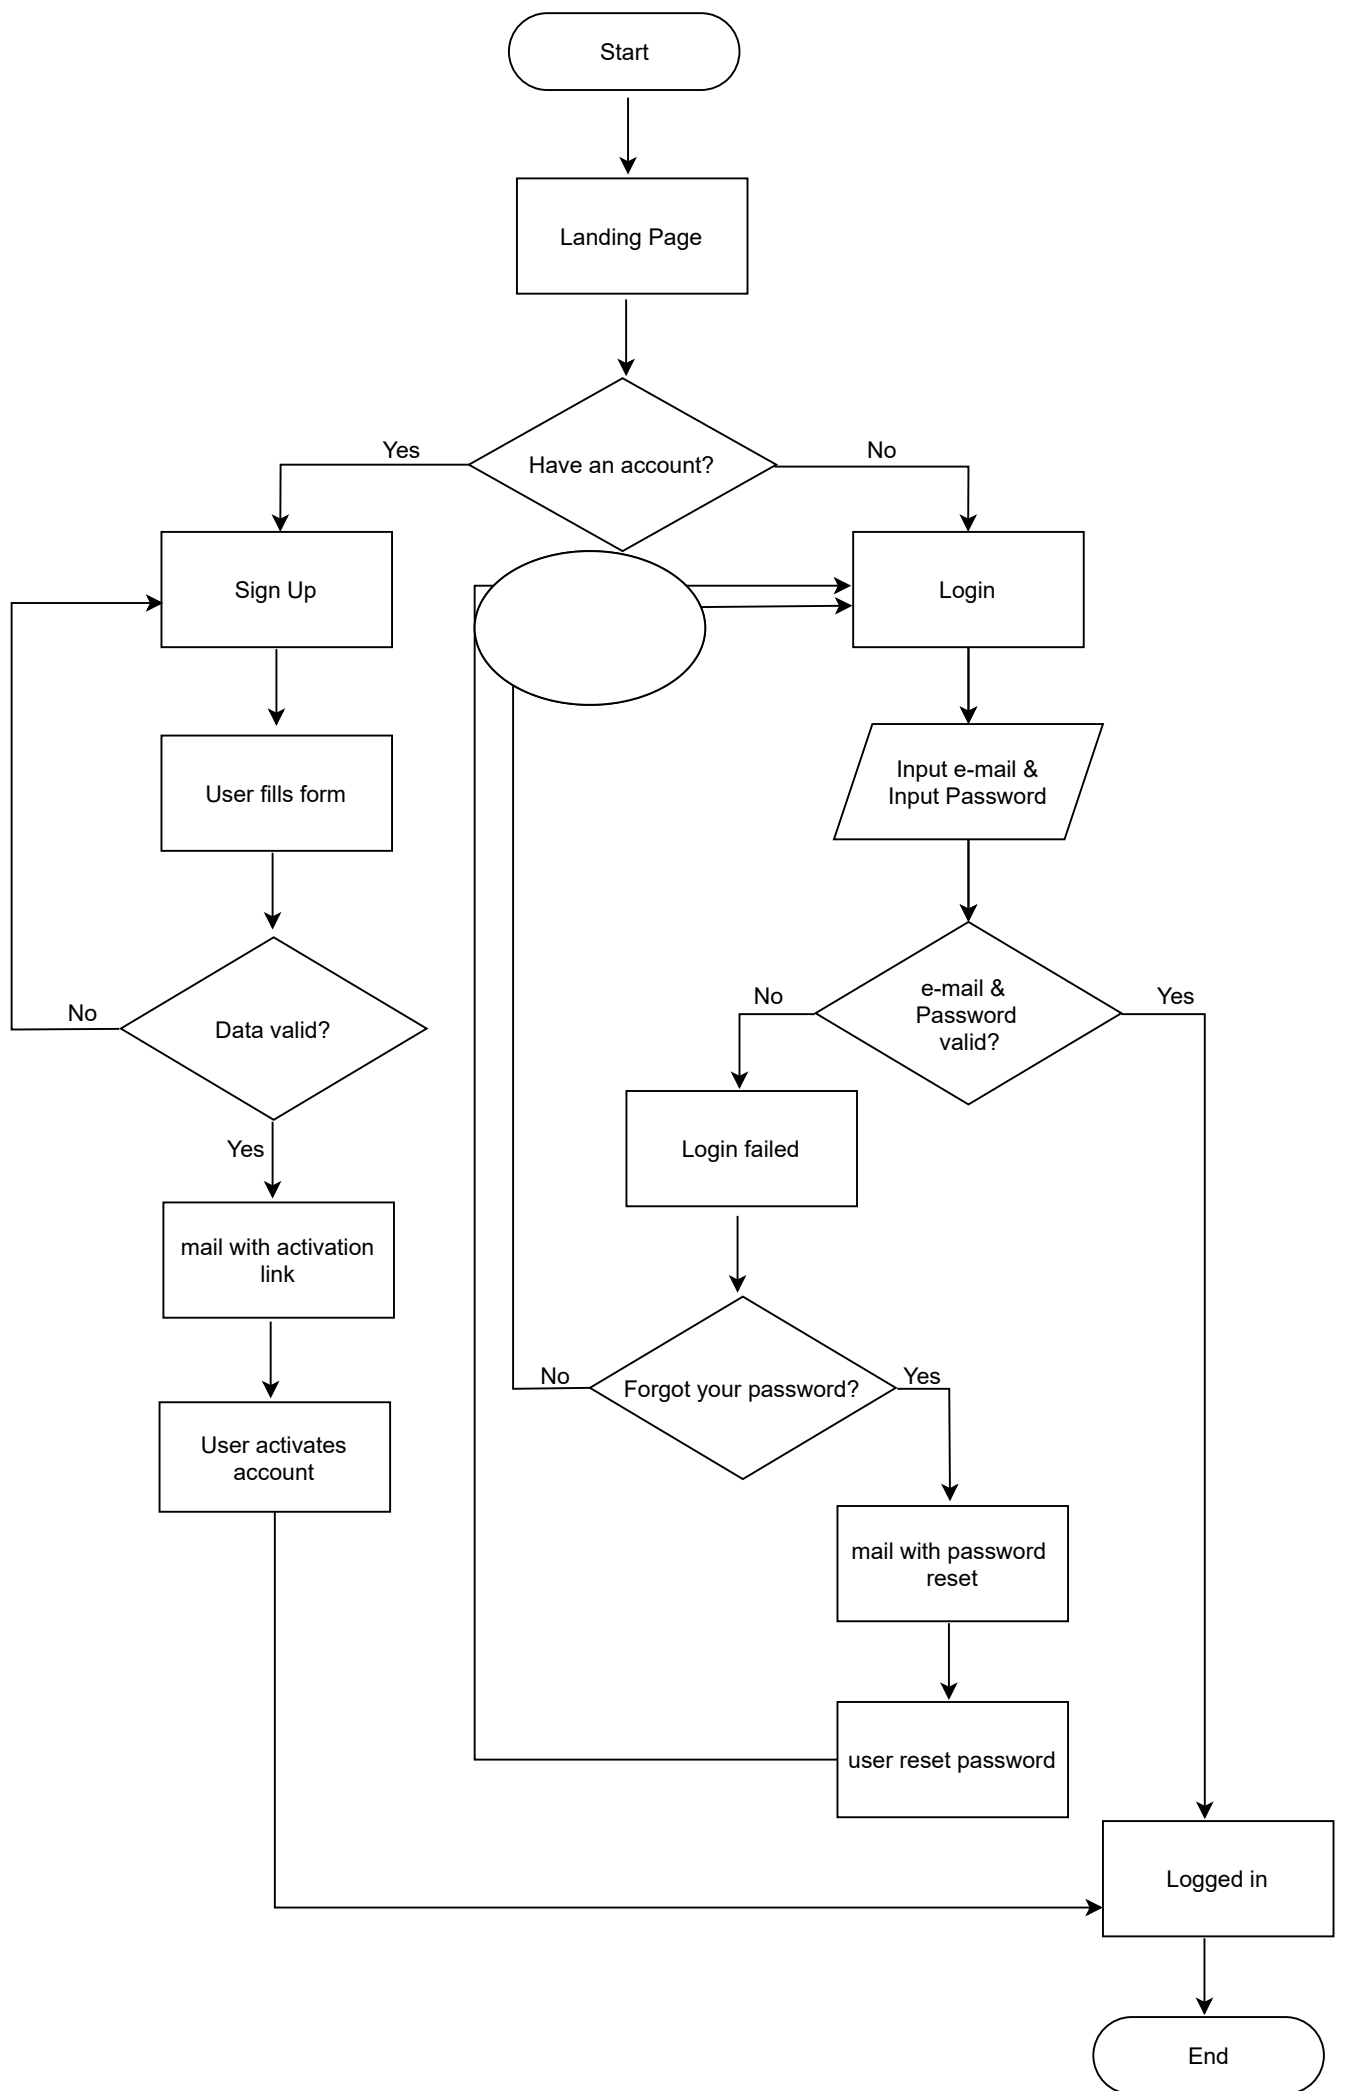 Start
Landing Page
Have an account?
Yes
No
Sign Up
Login
User fills form
Input e-mail &
Input Password
Data valid?
No
Yes
e-mail &
Password
valid?
No
Yes
Login failed
mail with activation
link
Forgot your password?
No
Yes
User activates
account
mail with password
reset
user reset password
Logged in
End